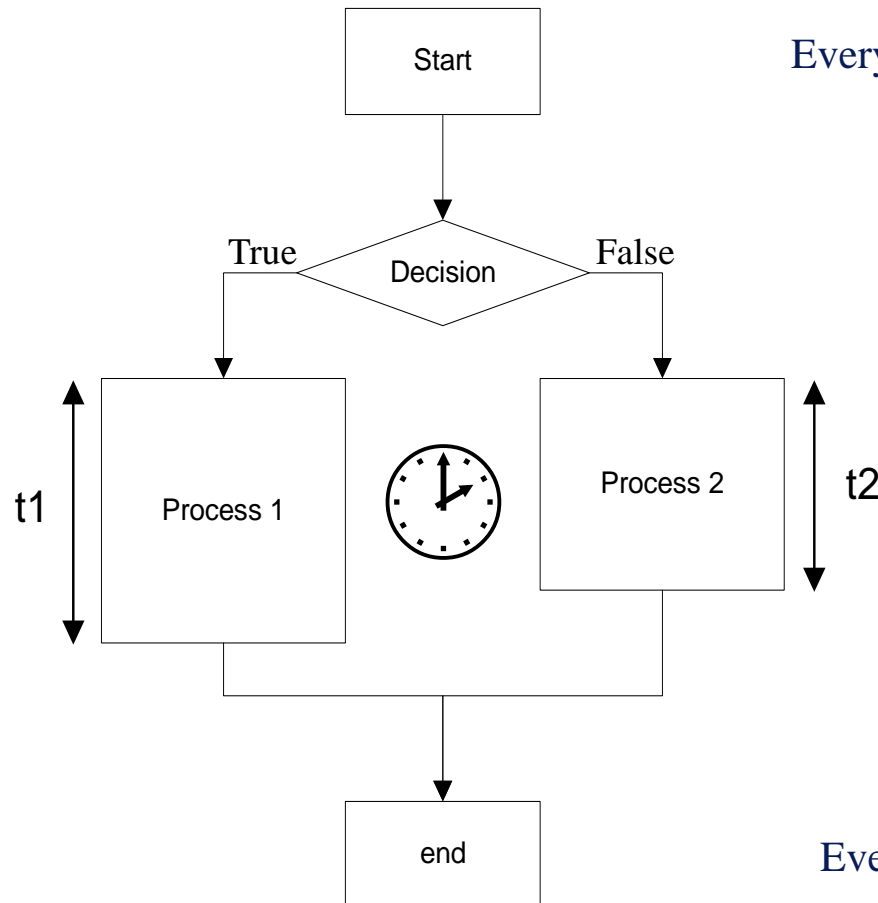 Start
Every
True
Decision
False
t1
Process 1
Process 2
t2
end
Eve